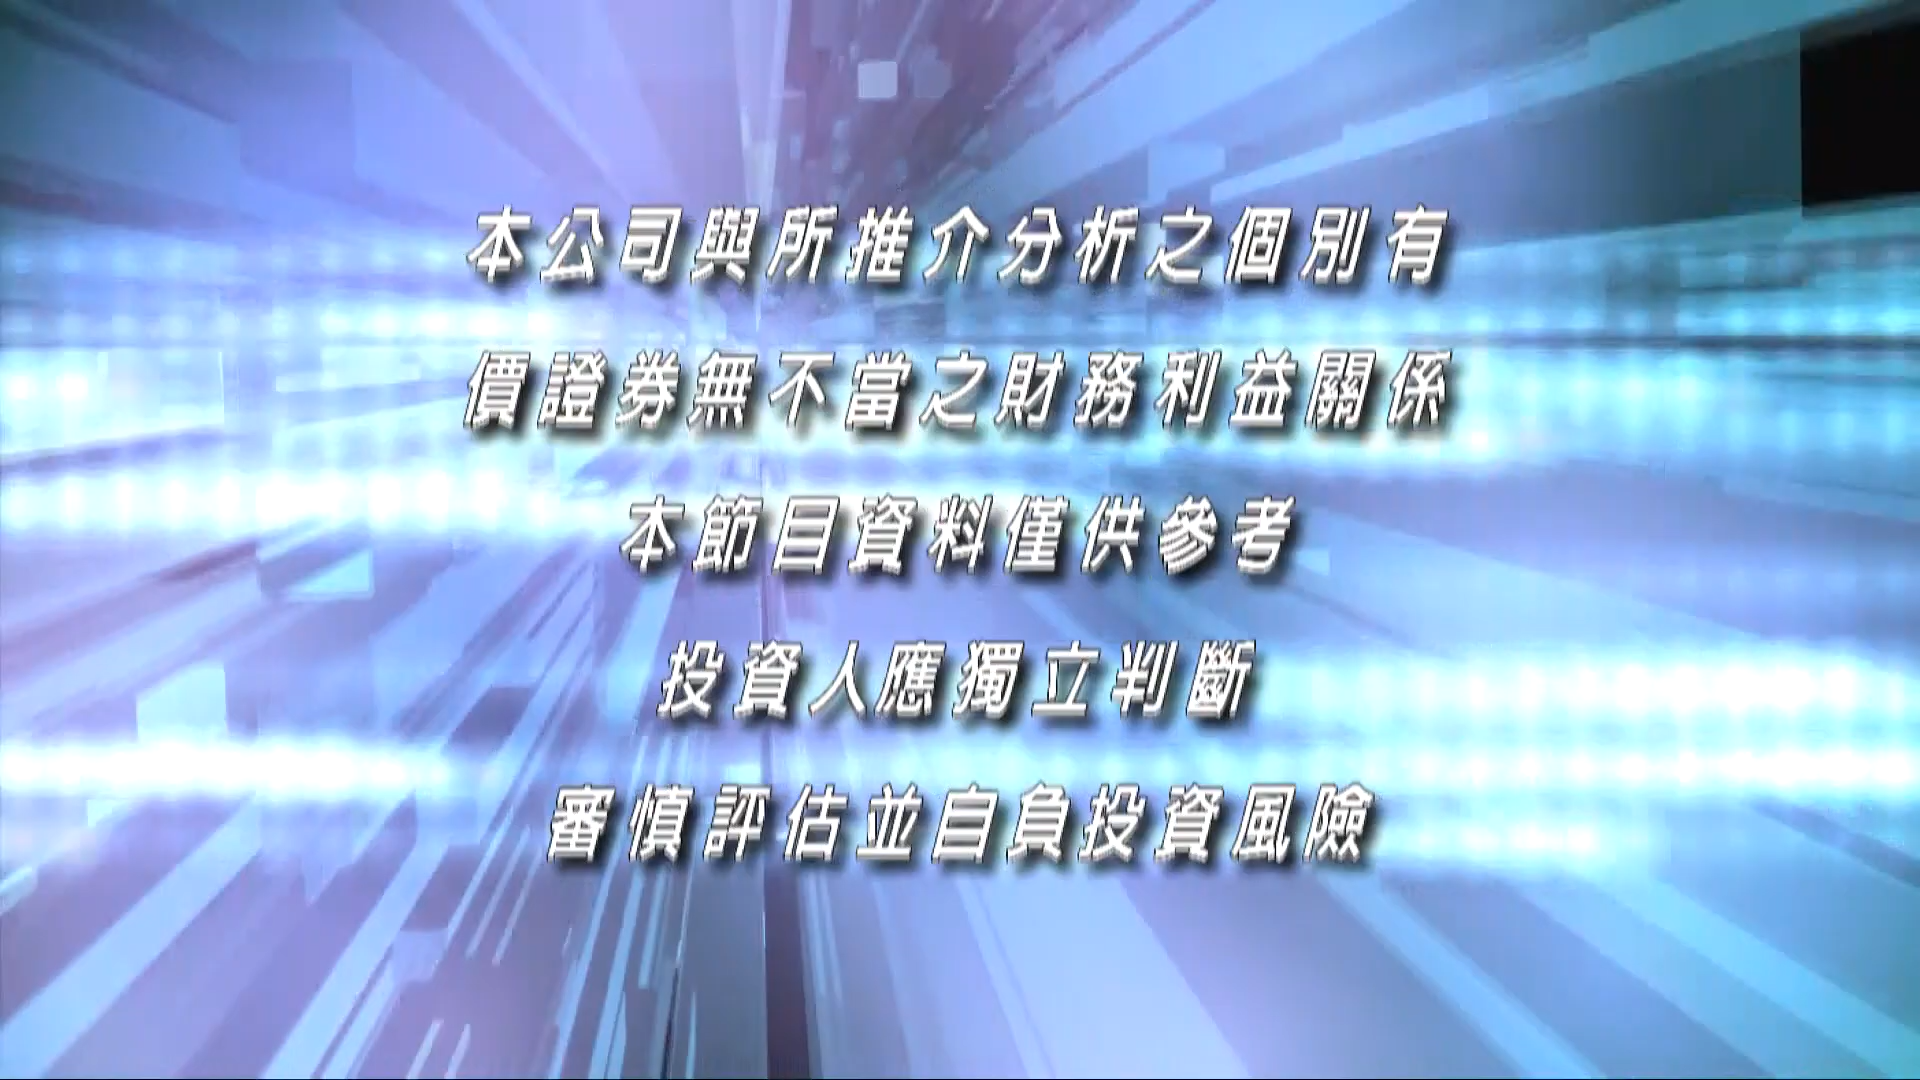 本公司與所推介分析之個別有
價證券無不當之財務利益關係
本節目資料僅供參考
投資人應獨立判斷
審慎評估並自負投資風險